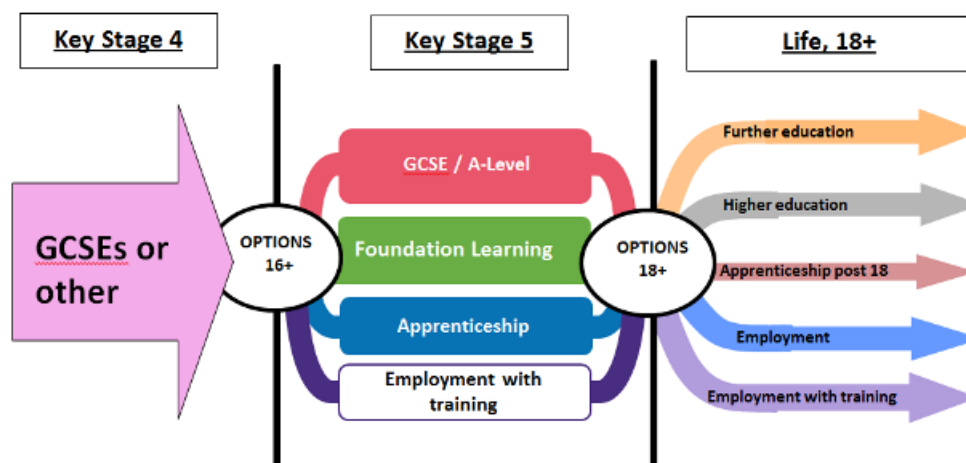 Key Stage 4
Key Stage 5
Life, 18+
GCSEs or
other
OPTIONS
16+
GCSE / A-Level
Foundation Learning
Apprenticeship
Employment with
training
OPTIONS
18+
Further education
Higher education
Apprenticeship post 18
Employment
Employment with training